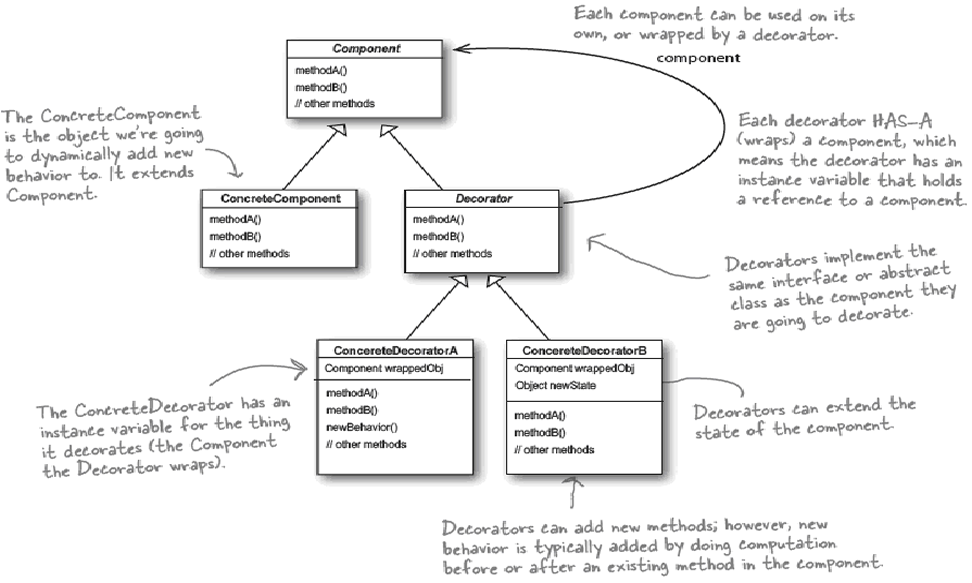 Each component can be used on its
own, or wrapped by a decorator.
component
Component
methodA()
methodB()
// other methods
The ConcreteComponent
is the object we're going
to dynamically add new
behavior to. It extends
Component.
Each decorator HAS-A
(wraps) a component, which
means the decorator has an
instance variable that holds
a reference to a component.
ConcreteComponent
methodA()
methodB()
// other methods
Decorator
methodA()
methodB()
// other methods
Decorators implement the
same interface or abstract
class as the component they
are going to decorate.
ConcereteDecoratorA
Component wrappedObj
methodA()
methodB()
newBehavior()
// other methods
ConcereteDecoratorB
Component wrappedObj
Object newState
methodA()
methodB()
// other methods
The ConcreteDecorator has an
instance variable for the thing
it decorates (the Component
the Decorator wraps).
Decorators can extend the
state of the component.
Decorators can add new methods; however, new
behavior is typically added by doing computation
before or after an existing method in the component.